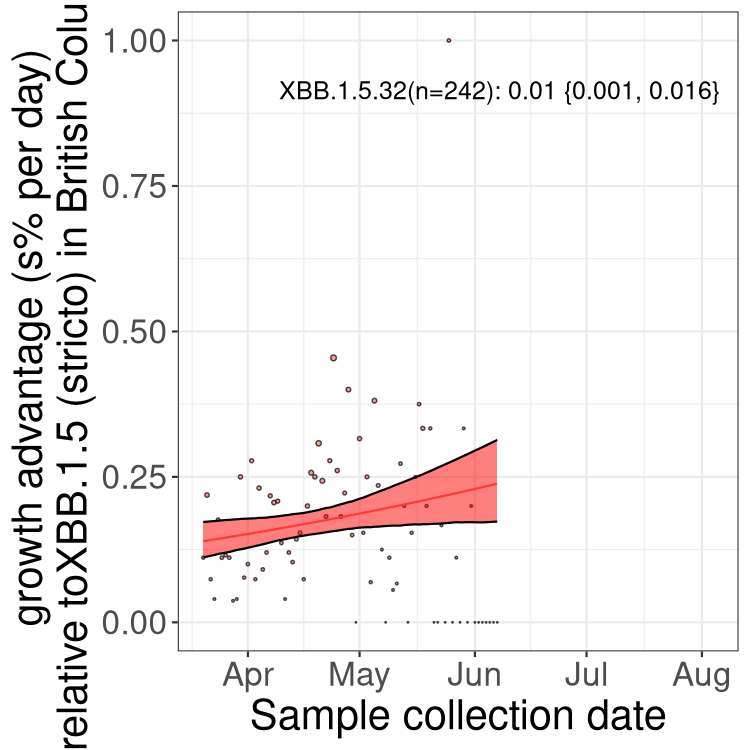 growth advantage (s% per day)
relative toXBB.1.5 (stricto) in British Colu
1.00
0.75
0.50
0.25
0.00
XBB.1.5.32(n=242): 0.01 {0.001, 0.016}
Apr May Jun Jul Aug
Sample collection date